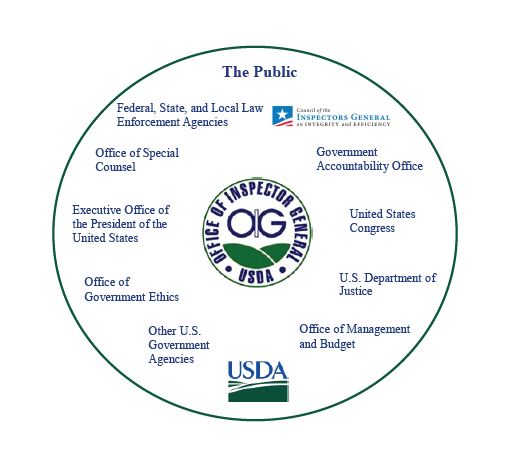 The Public
Federal, State, and Local Law
Enforcement Agencies
Council of the
INSPECTORS GENERAL
on INTEGRITY and EFFICIENCY
Office of Special
Counsel
Government
Accountability Office
Executive Office of
the President of the
United States
OFFICE OF INSPECTOR GENERAL
OIG
• USDA •
United States
Congress
Office of
Government Ethics
U.S. Department of
Justice
Other U.S.
Government
Agencies
Office of Management
and Budget
USDA